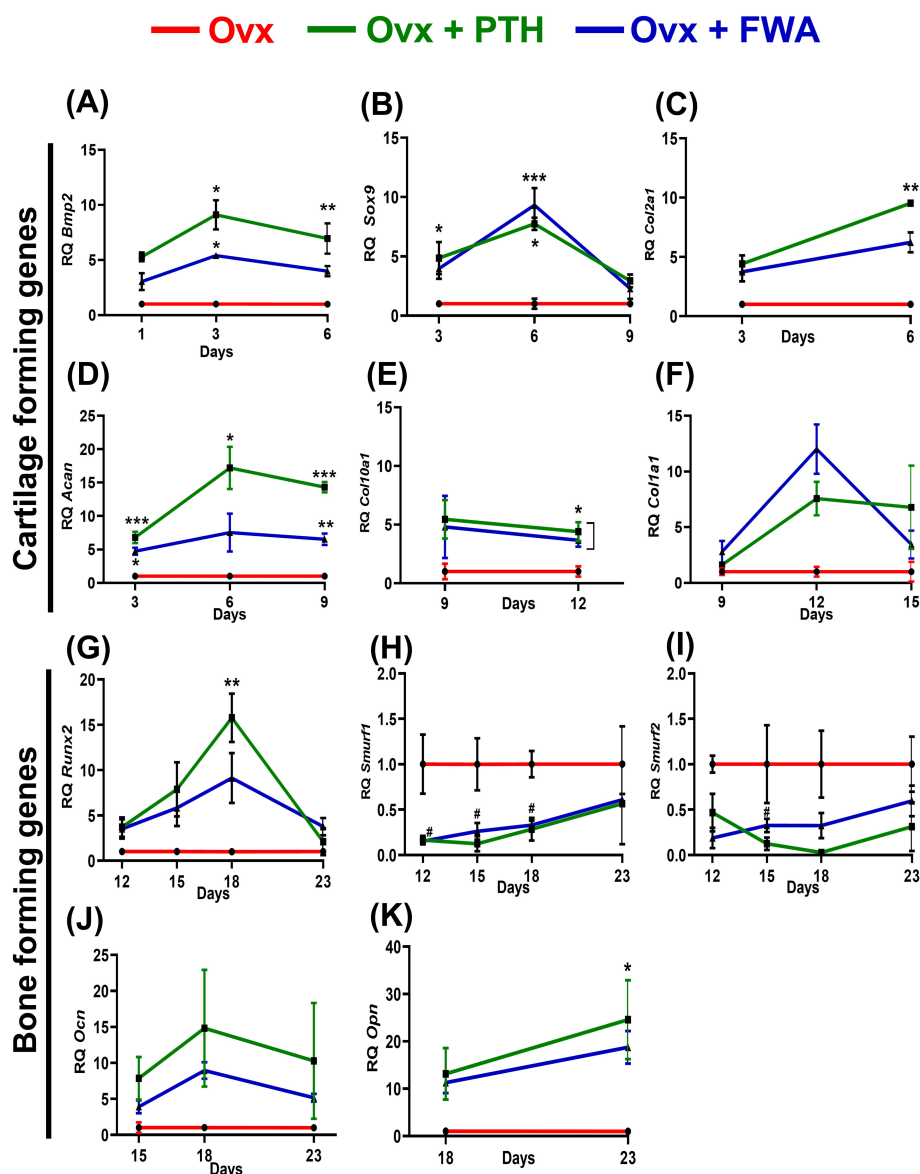 Ovx Ovx + PTH Ovx + FWA
Cartilage forming genes
(A)
RQ Bmp2
15
10
5
0
* ** *
1 3 6
Days
(B)
RQ Sox9
15
10
5
0
* *** *
3 6 9
Days
(C)
RQ Col2a1
15
10
5
0
**
3 Days 6
(D)
RQ Acan
25
20
15
10
5
0
*** * *** ** *
3 6 9
Days
(E)
RQ Col10a1
15
10
5
0
*
9 Days 12
(F)
RQ Col1a1
15
10
5
0
9 12 15
Days
Bone forming genes
(G)
RQ Runx2
20
15
10
5
0
**
12 15 18 23
Days
(H)
RQ Smurf1
2.0
1.5
1.0
0.5
0.0
# # #
12 15 18 23
Days
(I)
RQ Smurf2
2.0
1.5
1.0
0.5
0.0
#
12 15 18 23
Days
(J)
RQ Ocn
25
20
15
10
5
0
15 18 23
Days
(K)
RQ Opn
40
30
20
10
0
*
18 Days 23